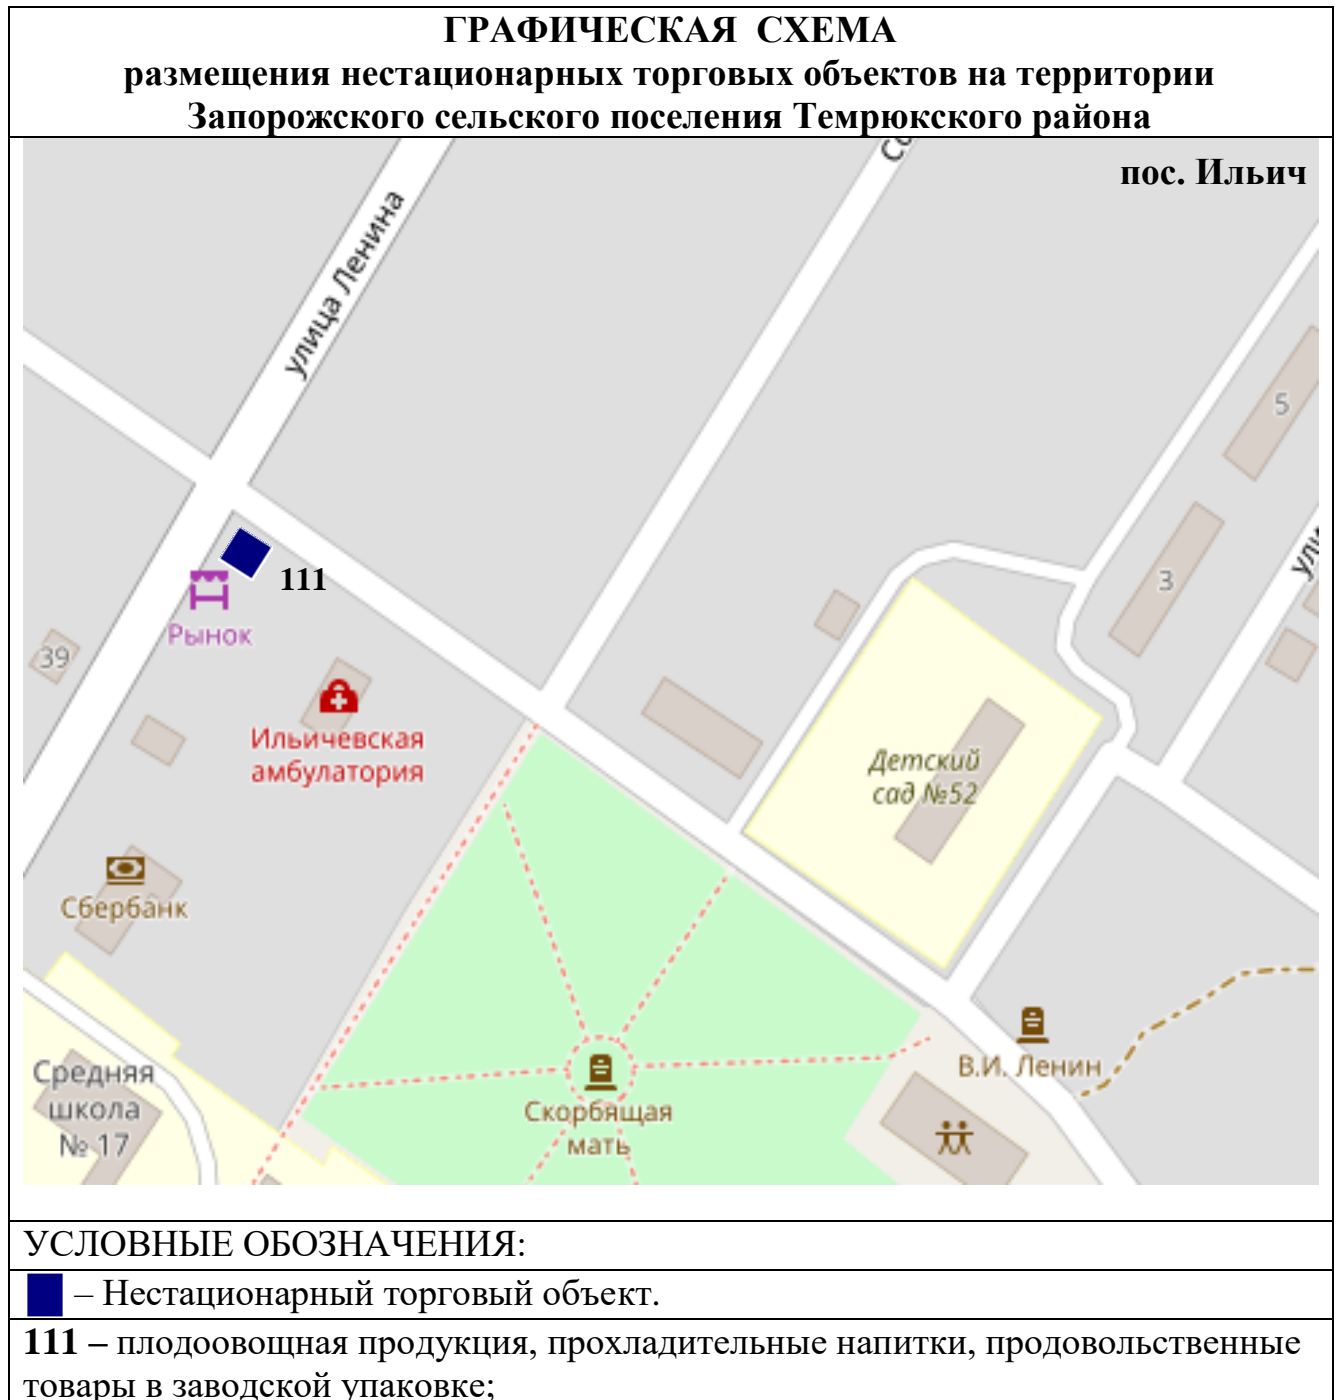 ГРАФИЧЕСКАЯ СХЕМА
размещения нестационарных торговых объектов на территории
Запорожского сельского поселения Темрюкского района
пос. Ильич
улица Ленина
5
3
111
Рынок
39
Ильичевская
амбулатория
Детский
сад №52
Сбербанк
В.И. Ленин
Средняя
школа
№ 17
Скорбящая
мать
УСЛОВНЫЕ ОБОЗНАЧЕНИЯ:
– Нестационарный торговый объект.
111 – плодоовощная продукция, прохладительные напитки, продовольственные
товары в заводской упаковке;